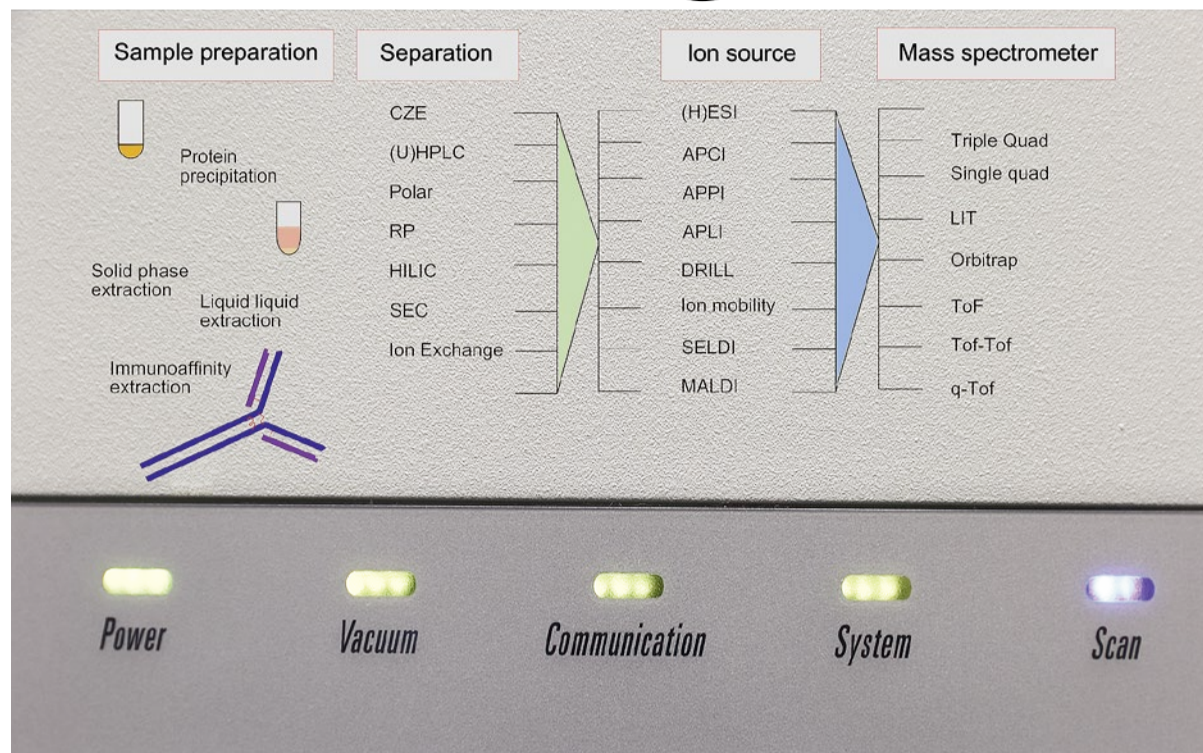 Sample preparation
Separation
Ion source
Mass spectrometer
Protein
precipitation
Solid phase
extraction
Liquid liquid
extraction
Immunoaffinity
extraction
CZE
(U)HPLC
Polar
RP
HILIC
SEC
Ion Exchange
(H)ESI
APCI
APPI
APLI
DRILL
Ion mobility
SELDI
MALDI
Triple Quad
Single quad
LIT
Orbitrap
ToF
Tof-Tof
q-Tof
Power
Vacuum
Communication
System
Scan